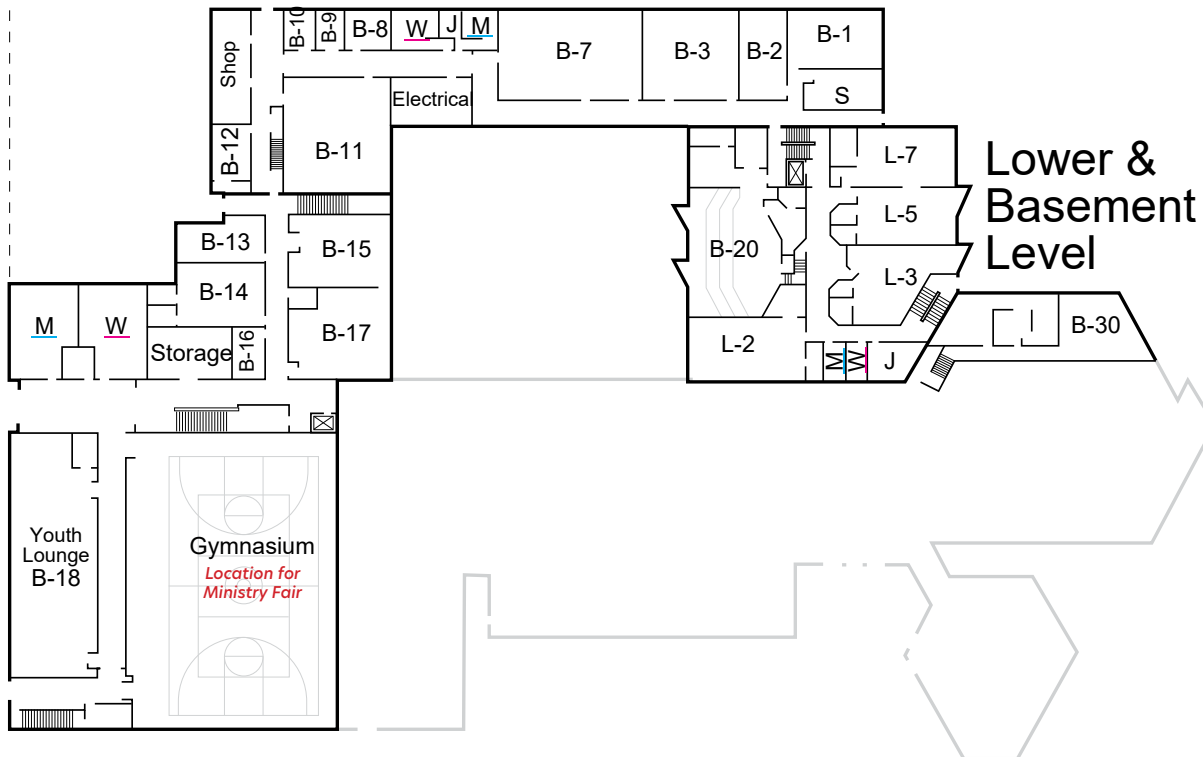 B-10
B-9
B-8
W
J
M
B-7
B-3
B-2
B-1
Shop
Electrical
S
B-12
B-11
L-7
Lower &
Basement
Level
L-5
B-13
B-15
B-20
L-3
B-14
M
W
B-17
B-30
Storage
B-16
L-2
M
W
J
Youth
Lounge
B-18
Gymnasium
Location for
Ministry Fair